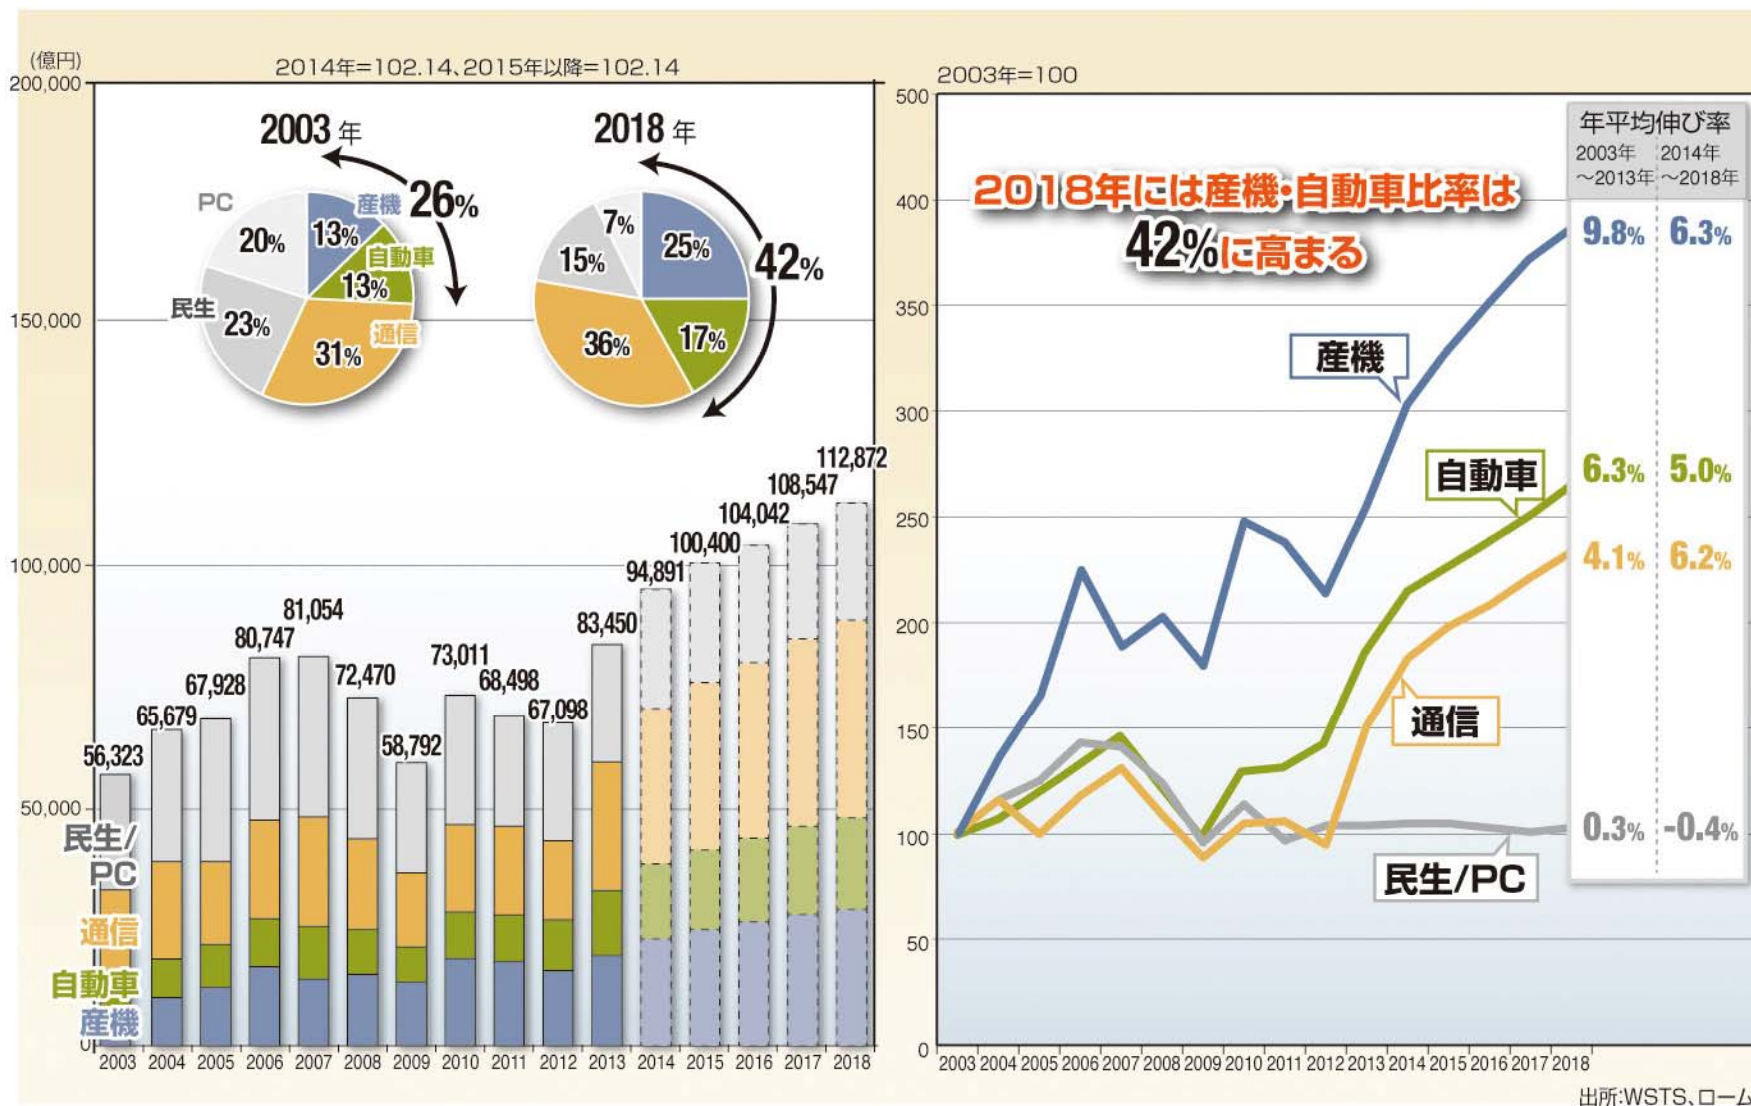 (億円)
2014年=102.14、2015年以降=102.14
200,000
150,000
100,000
50,000
0
2003 年
26%
PC
産機
自動車
民生
通信
20%
13%
13%
23%
31%
2018 年
42%
7%
25%
15%
17%
36%
56,323
65,679
67,928
80,747
81,054
72,470
58,792
73,011
68,498
67,098
83,450
94,891
100,400
104,042
108,547
112,872
民生/
PC
通信
自動車
産機
2003 2004 2005 2006 2007 2008 2009 2010 2011 2012 2013 2014 2015 2016 2017 2018
2003年=100
500
400
350
300
250
200
150
100
50
0
2018年には産機・自動車比率は
42%に高まる
産機
自動車
通信
民生/PC
年平均伸び率
2003年 2014年
～2013年 ～2018年
9.8% 6.3%
6.3% 5.0%
4.1% 6.2%
0.3% -0.4%
2003 2004 2005 2006 2007 2008 2009 2010 2011 2012 2013 2014 2015 2016 2017 2018
出所:WSTS、ローム